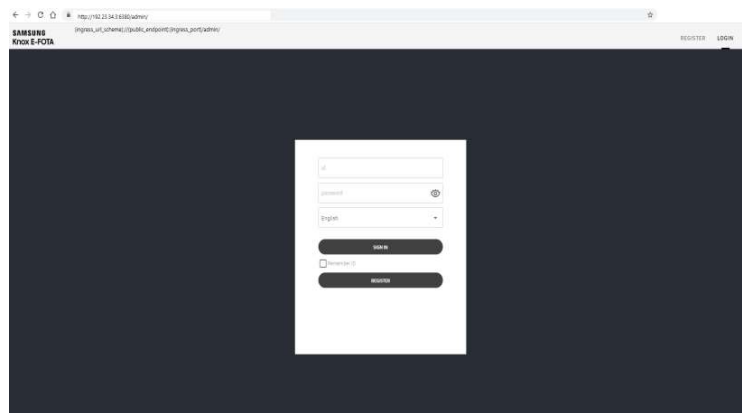 http://192.23.34.3:6380/admin/
{ingress_url_scheme}://{public_endpoint}:{ingress_port}/admin/
SAMSUNG
Knox E-FOTA
REGISTER LOGIN
id
password
English
SIGN IN
Remember ID
REGISTER